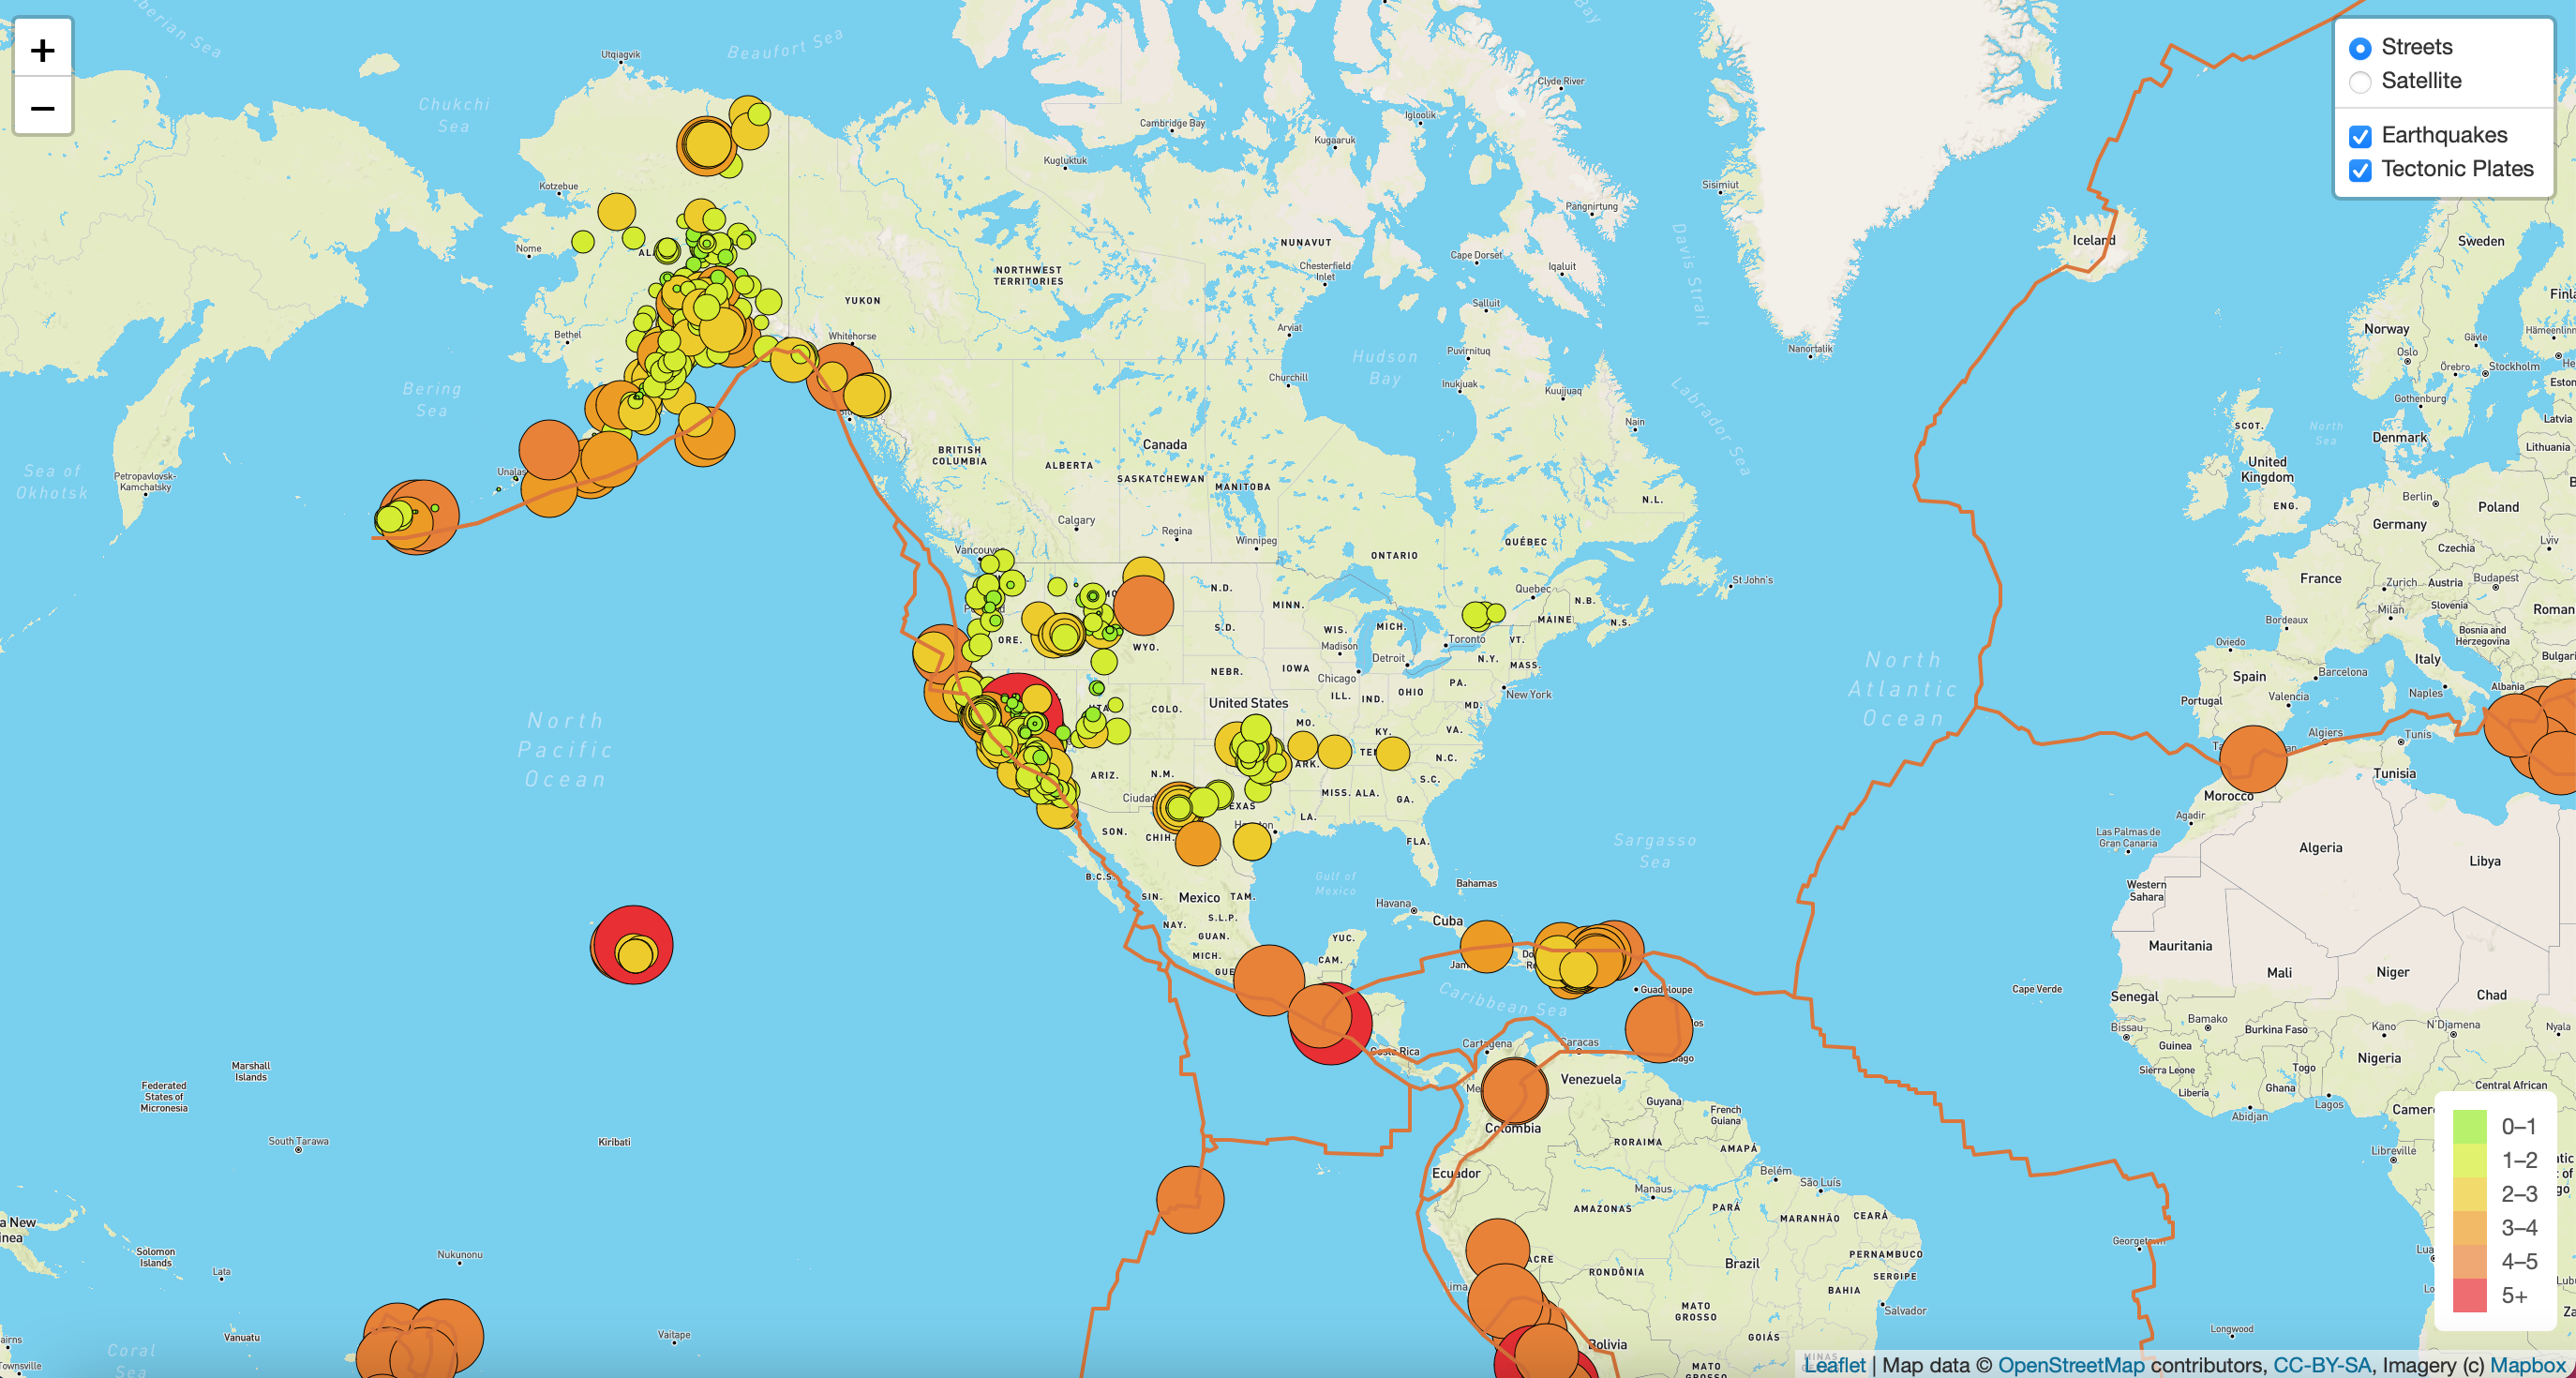 +
−
Streets
Satellite
Earthquakes
Tectonic Plates
Beaufort Sea
Utqiagvik
Chukchi
Sea
Clyde River
Cambridge Bay
Igloolik
Kugaaruk
Kugluktuk
Kotzebue
Sisimiut
Pangnirtung
Nome
NUNAVUT
Cape Dorset
Iqaluit
Davis Strait
Iceland
Sweden
NORTHWEST
TERRITORIES
Chesterfield
Inlet
YUKON
Salluit
Bethel
Whitehorse
Arviat
Nanortalik
Norway
Gävle
Oslo
Hudson
Bay
Puvirnituq
Churchill
Inukjuak
Kuujjuaq
Örebro
Stockholm
Bering
Sea
Labrador Sea
Gothenburg
Nain
SCOT.
North
Sea
Latvia
Denmark
Lithuania
BRITISH
COLUMBIA
Canada
ALBERTA
SASKATCHEWAN
MANITOBA
Sea of
Okhotsk
Petropavlovsk-
Kamchatsky
United
Kingdom
ENG.
Berlin
Poland
Germany
N.L.
Calgary
Regina
Winnipeg
QUÉBEC
ONTARIO
Czechia
Lviv
Vancouver
St John's
France
Zurich
Austria
Budapest
N.D.
MINN.
Quebec
N.B.
MAINE
N.S.
Milan
Slovenia
Bordeaux
Bosnia and
Herzegovina
ORE.
WYO.
S.D.
WIS.
MICH.
Toronto
VT.
Madison
Detroit
N.Y.
MASS.
Oviedo
Italy
NEBR.
IOWA
Chicago
PA.
New York
North
Atlantic
Ocean
Spain
Barcelona
Portugal
Valencia
Naples
Albania
United States
ILL.
IND.
OHIO
MD.
COLO.
MO.
KY.
VA.
North
Pacific
Ocean
Algiers
Tunis
Tunisia
ARIZ.
N.M.
ARK.
N.C.
S.C.
MISS.
ALA.
GA.
LA.
Morocco
Agadir
SON.
CHIH.
FLA.
Sargasso
Sea
Las Palmas de
Gran Canaria
Algeria
Libya
B.C.S.
Gulf of
Mexico
Bahamas
Western
Sahara
SIN.
Mexico
TAM.
S.L.P.
NAY.
GUAN.
Havana
Cuba
YUC.
MICH.
CAM.
Mauritania
Mali
Niger
Chad
Guadeloupe
Caribbean Sea
Cape Verde
Senegal
Bissau
Bamako
Burkina Faso
Kano
N'Djamena
Nyala
Guinea
Nigeria
Costa Rica
Cartagena
Caracas
Marshall
Islands
Federated
States of
Micronesia
Venezuela
Guyana
French
Guiana
Sierra Leone
Liberia
Togo
Ghana
Abidjan
Lagos
Central African
Colombia
South Tarawa
Kiribati
RORAIMA
AMAPÁ
Libreville
Ecuador
Belém
São Luís
Manaus
AMAZONAS
PARÁ
MARANHÃO
CEARÁ
Solomon
Islands
Nukunonu
Lata
ACRE
RONDÔNIA
Brazil
PERNAMBUCO
SERGIPE
BAHIA
Georgetown
MATO
GROSSO
Salvador
GOIÁS
Vanuatu
Vaitape
Bolivia
Longwood
Coral
Sea
MATO
GROSSO
0–1
1–2
2–3
3–4
4–5
5+
Leaflet | Map data © OpenStreetMap contributors, CC-BY-SA, Imagery (c) Mapbox